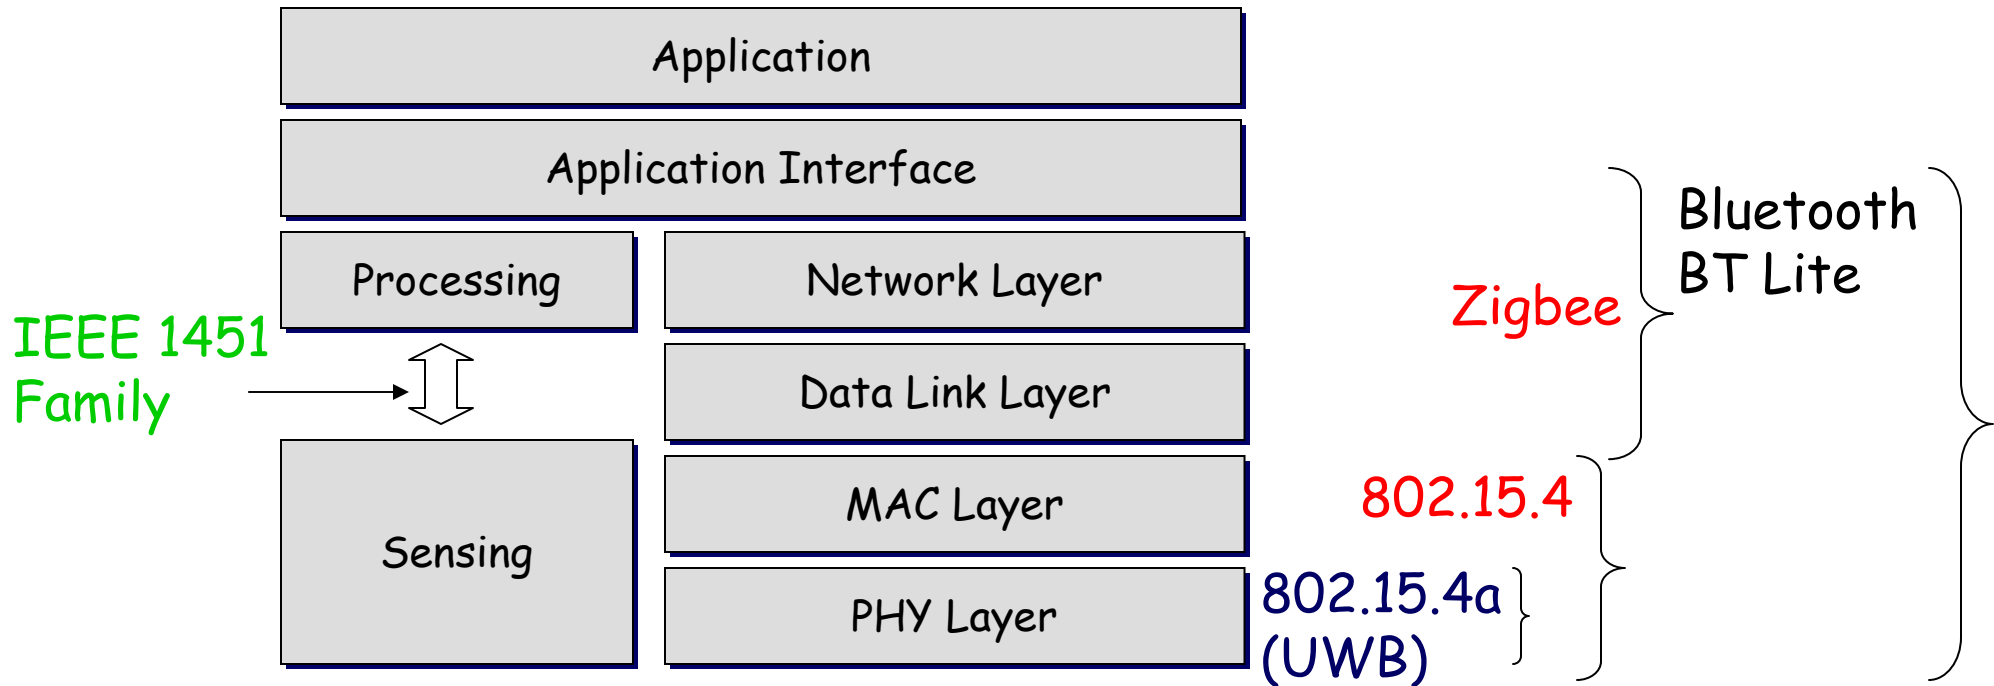 Application
Application Interface
Processing
Network Layer
IEEE 1451
Family
Data Link Layer
Sensing
MAC Layer
PHY Layer
Zigbee
Bluetooth
BT Lite
802.15.4
802.15.4a
(UWB)